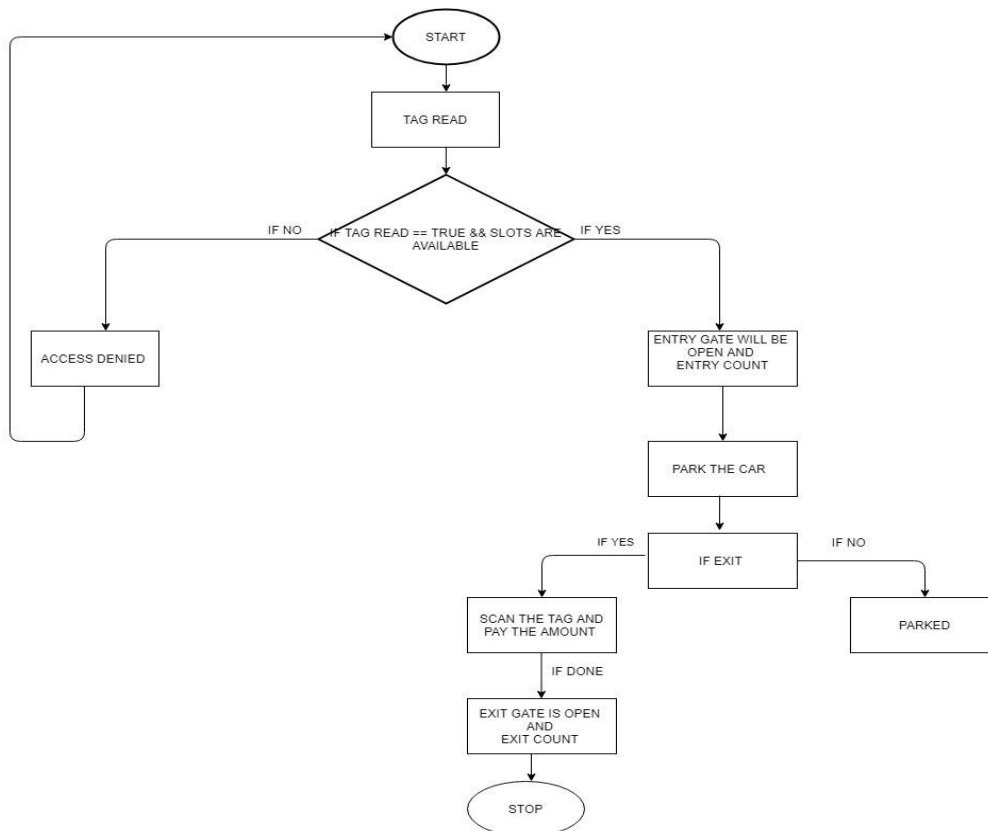 START
TAG READ
IF NO
IF TAG READ == TRUE && SLOTS ARE
AVAILABLE
IF YES
ACCESS DENIED
ENTRY GATE WILL BE
OPEN AND
ENTRY COUNT
PARK THE CAR
IF YES
IF EXIT
IF NO
SCAN THE TAG AND
PAY THE AMOUNT
PARKED
IF DONE
EXIT GATE IS OPEN
AND
EXIT COUNT
STOP